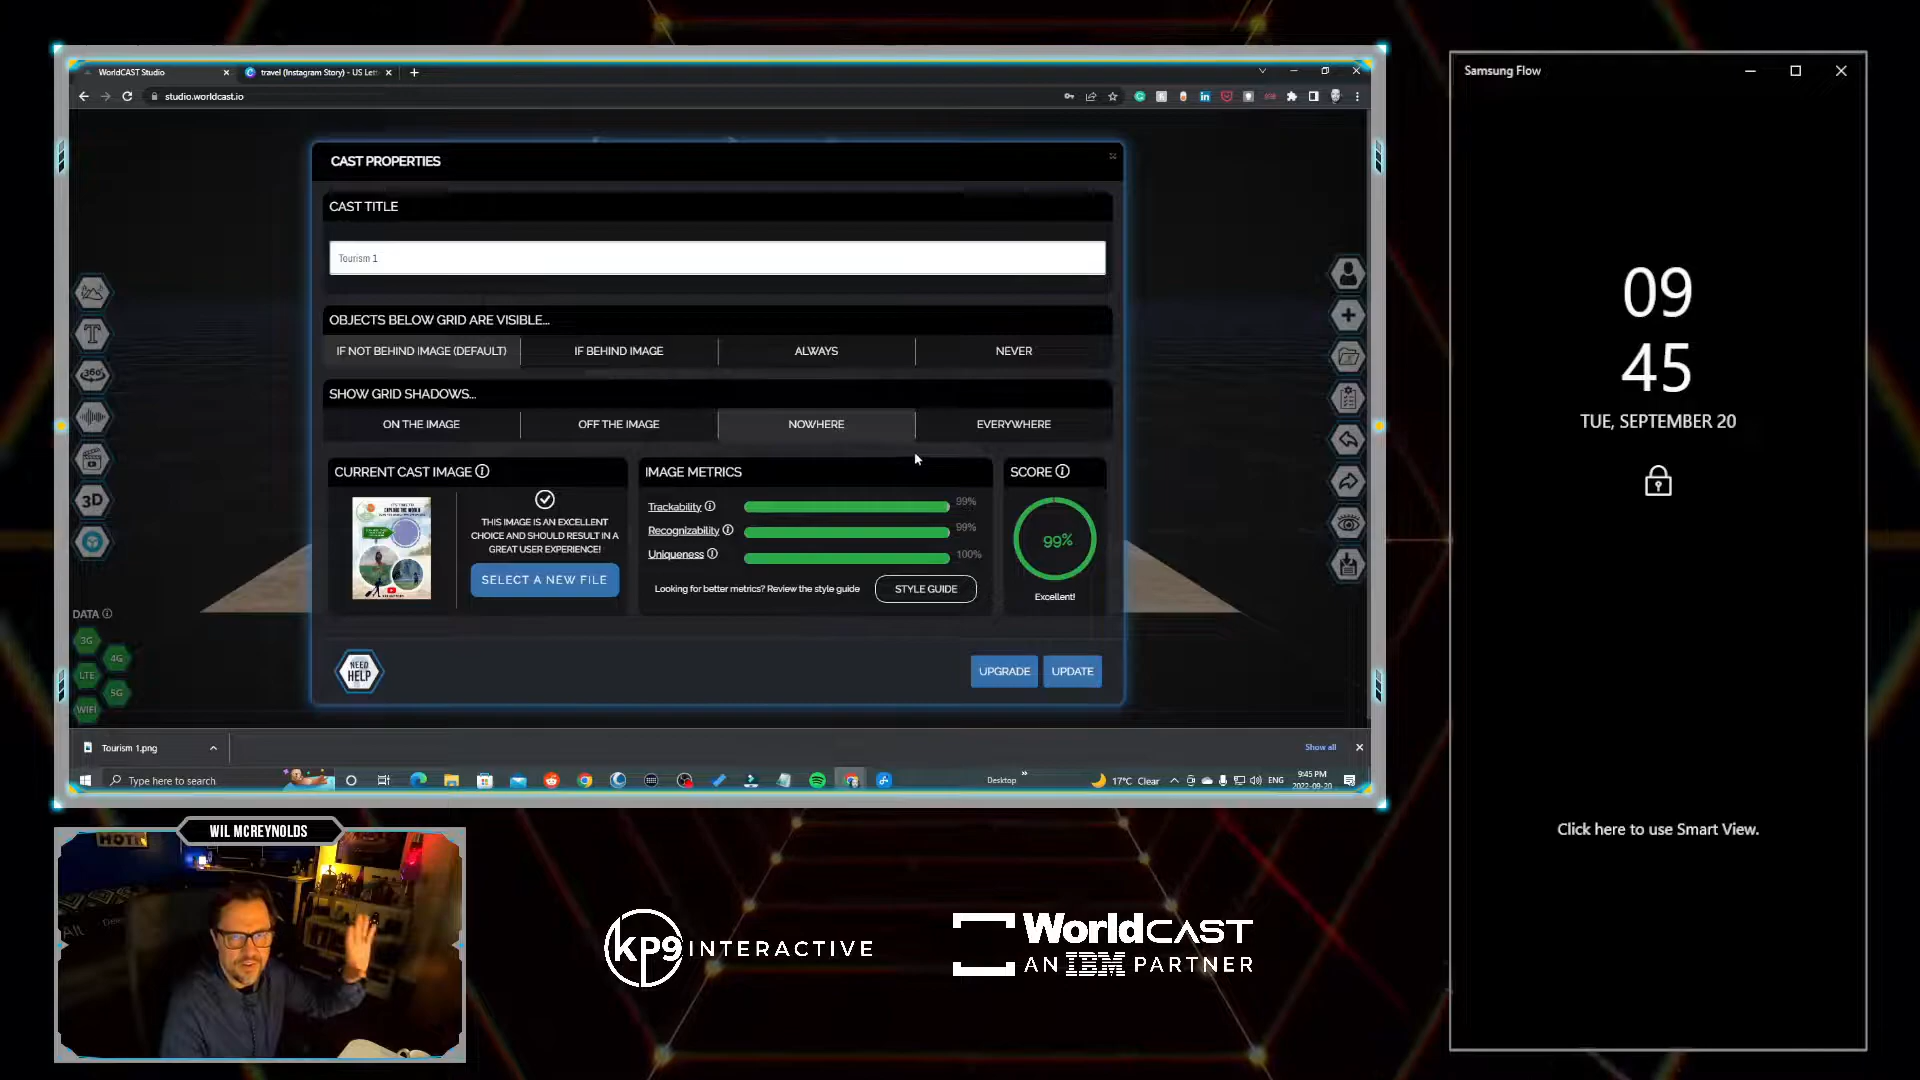 WorldCAST Studio
travel (Instagram Story) - US Lett
studio.worldcast.io
CAST PROPERTIES
CAST TITLE
Tourism 1
OBJECTS BELOW GRID ARE VISIBLE...
IF NOT BEHIND IMAGE (DEFAULT)
IF BEHIND IMAGE
ALWAYS
NEVER
SHOW GRID SHADOWS...
ON THE IMAGE
OFF THE IMAGE
NOWHERE
EVERYWHERE
CURRENT CAST IMAGE
EXPLORE THE WORLD
THIS IMAGE IS AN EXCELLENT
CHOICE AND SHOULD RESULT IN A
GREAT USER EXPERIENCE!
SELECT A NEW FILE
IMAGE METRICS
Trackability
99%
Recognizability
99%
Uniqueness
100%
Looking for better metrics? Review the style guide
STYLE GUIDE
SCORE
99%
Excellent!
NEED
HELP
UPGRADE
UPDATE
T
360°
3D
DATA
3G
4G
LTE
5G
WIFI
Tourism 1.png
Show all
Type here to search
Desktop
17°C Clear
ENG
9:45 PM
2022-09-20
Samsung Flow
09
45
TUE, SEPTEMBER 20
Click here to use Smart View.
WIL MCREYNOLDS
kp9 INTERACTIVE
WorldCAST
AN IBM PARTNER